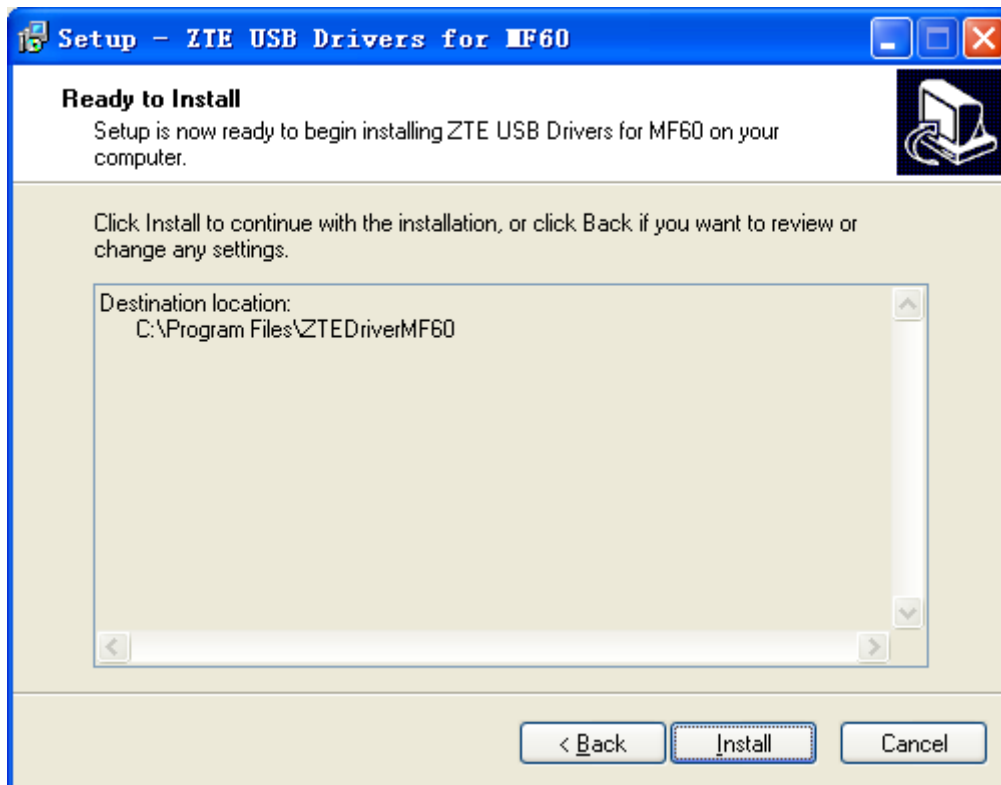 Setup - ZTE USB Drivers for MF60
Ready to Install
Setup is now ready to begin installing ZTE USB Drivers for MF60 on your
computer.
Click Install to continue with the installation, or click Back if you want to review or
change any settings.
Destination location:
C:\Program Files\ZTEDriverMF60
< Back
Install
Cancel